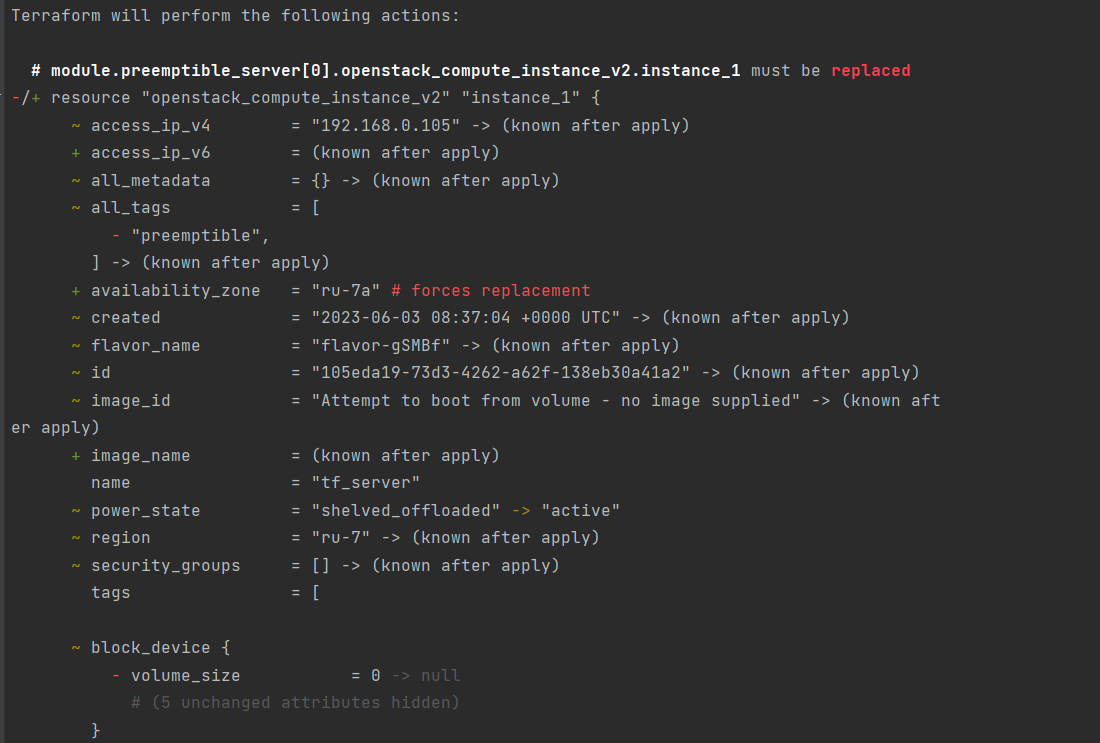 Terraform will perform the following actions:
# module.preemptible_server[0].openstack_compute_instance_v2.instance_1 must be replaced
-/+ resource "openstack_compute_instance_v2" "instance_1" {
~ access_ip_v4 = "192.168.0.105" -> (known after apply)
+ access_ip_v6 = (known after apply)
~ all_metadata = {} -> (known after apply)
~ all_tags = [
- "preemptible",
] -> (known after apply)
+ availability_zone = "ru-7a" # forces replacement
~ created = "2023-06-03 08:37:04 +0000 UTC" -> (known after apply)
~ flavor_name = "flavor-gSMBf" -> (known after apply)
~ id = "105eda19-73d3-4262-a62f-138eb30a41a2" -> (known after apply)
~ image_id = "Attempt to boot from volume - no image supplied" -> (known aft
er apply)
+ image_name = (known after apply)
name = "tf_server"
~ power_state = "shelved_offloaded" -> "active"
~ region = "ru-7" -> (known after apply)
~ security_groups = [] -> (known after apply)
tags = [
~ block_device {
- volume_size = 0 -> null
# (5 unchanged attributes hidden)
}